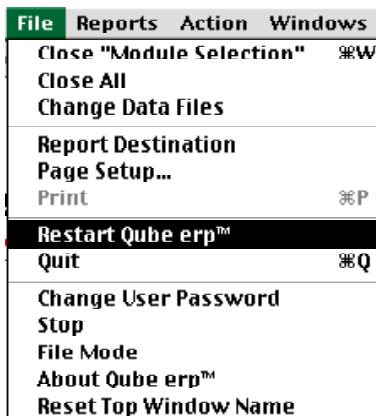 File Reports Action Windows
Close "Module Selection" ⌘W
Close All
Change Data Files
Report Destination
Page Setup...
Print ⌘P
Restart Qube erp™
Quit ⌘Q
Change User Password
Stop
File Mode
About Qube erp™
Reset Top Window Name